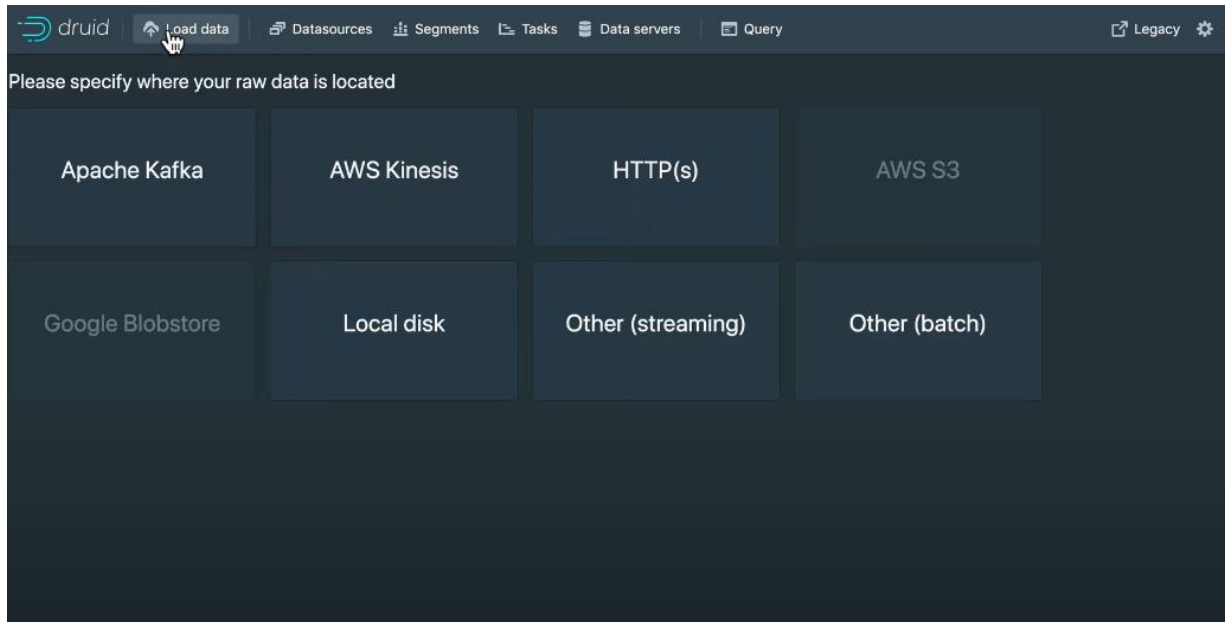 druid Load data Datasources Segments Tasks Data servers Query Legacy
Please specify where your raw data is located
Apache Kafka AWS Kinesis HTTP(s) AWS S3
Google Blobstore Local disk Other (streaming) Other (batch)